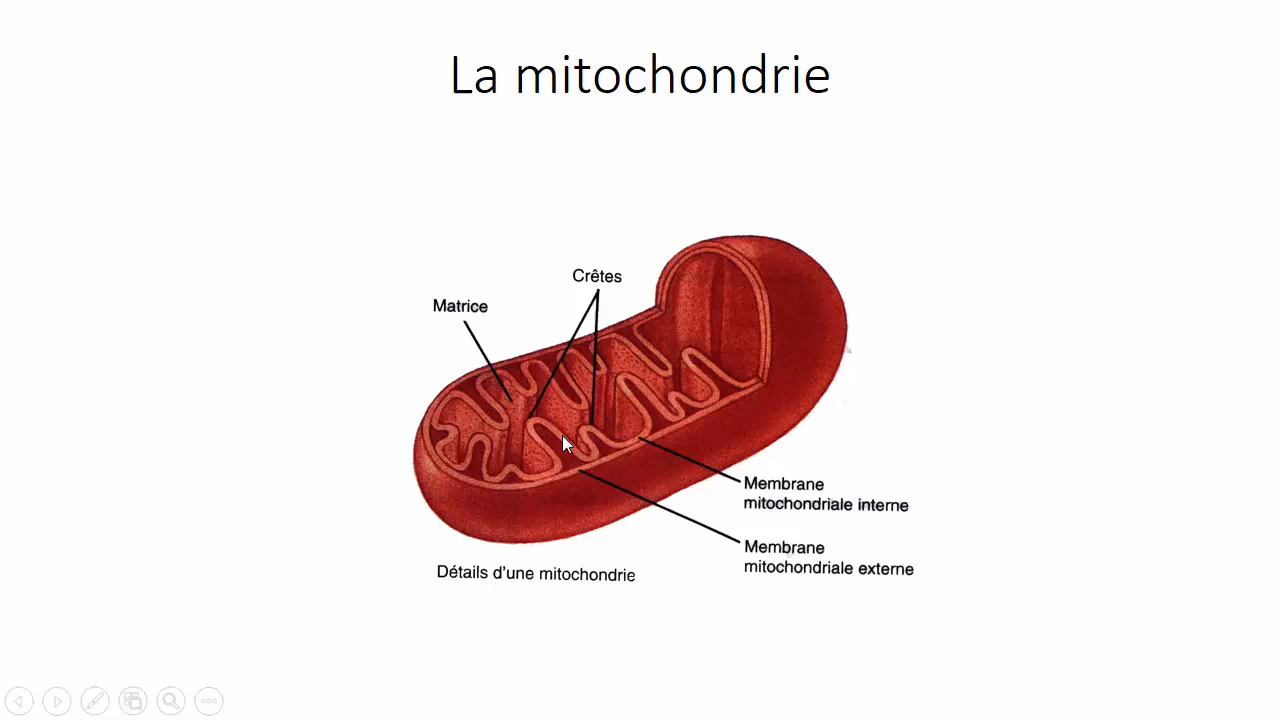 La mitochondrie
Crêtes
Matrice
Membrane
mitochondriale interne
Membrane
mitochondriale externe
Détails d'une mitochondrie